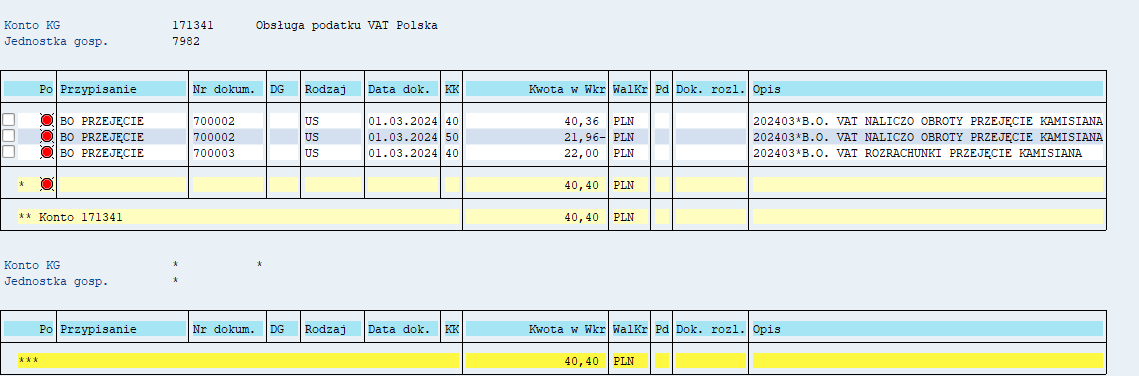 Konto KG 171341 Obsługa podatku VAT Polska
Jednostka gosp. 7982
Po Przypisanie Nr dokum. DG Rodzaj Data dok. KK Kwota w Wkr WalKr Pd Dok. rozl. Opis
BO PRZEJĘCIE 700002 US 01.03.2024 40 40,36 PLN 202403*B.O. VAT NALICZO OBROTY PRZEJĘCIE KAMISIANA
BO PRZEJĘCIE 700002 US 01.03.2024 50 21,96- PLN 202403*B.O. VAT NALICZO OBROTY PRZEJĘCIE KAMISIANA
BO PRZEJĘCIE 700003 US 01.03.2024 40 22,00 PLN 202403*B.O. VAT ROZRACHUNKI PRZEJĘCIE KAMISIANA
* 40,40 PLN
** Konto 171341 40,40 PLN
Konto KG * *
Jednostka gosp. *
Po Przypisanie Nr dokum. DG Rodzaj Data dok. KK Kwota w Wkr WalKr Pd Dok. rozl. Opis
*** 40,40 PLN